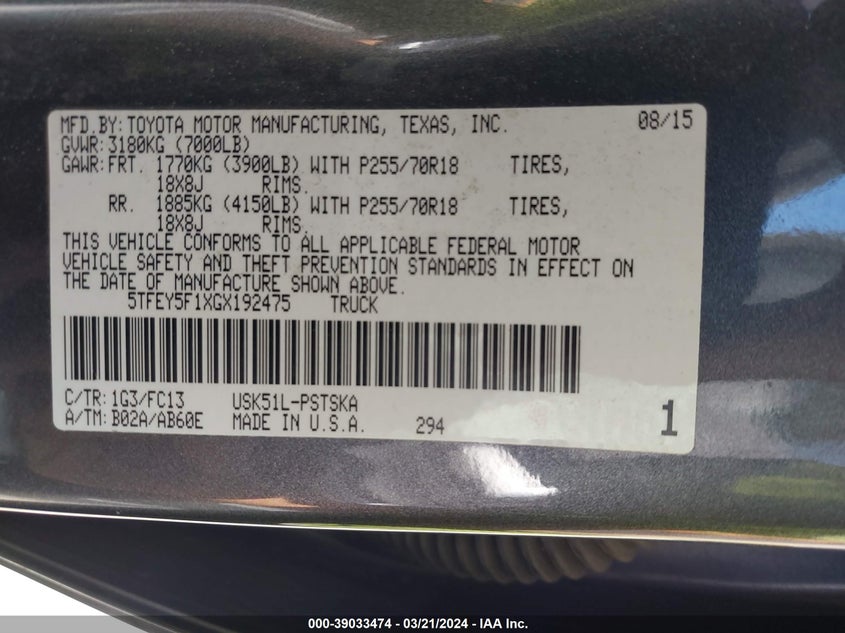 MFD.BY:TOYOTA MOTOR MANUFACTURING, TEXAS, INC. 08/15
GVWR:3180KG (7000LB)
GAWR:FRT. 1770KG (3900LB) WITH P255/70R18 TIRES,
18X8J RIMS.
RR. 1885KG (4150LB) WITH P255/70R18 TIRES,
18X8J RIMS.
THIS VEHICLE CONFORMS TO ALL APPLICABLE FEDERAL MOTOR
VEHICLE SAFETY AND THEFT PREVENTION STANDARDS IN EFFECT ON
THE DATE OF MANUFACTURE SHOWN ABOVE.
5TFEY5F1XGX192475 TRUCK
C/TR:1G3/FC13 USK51L-PSTSKA
A/TM:B02A/AB60E MADE IN U.S.A. 294 1
000-39033474 - 03/21/2024 - IAA Inc.